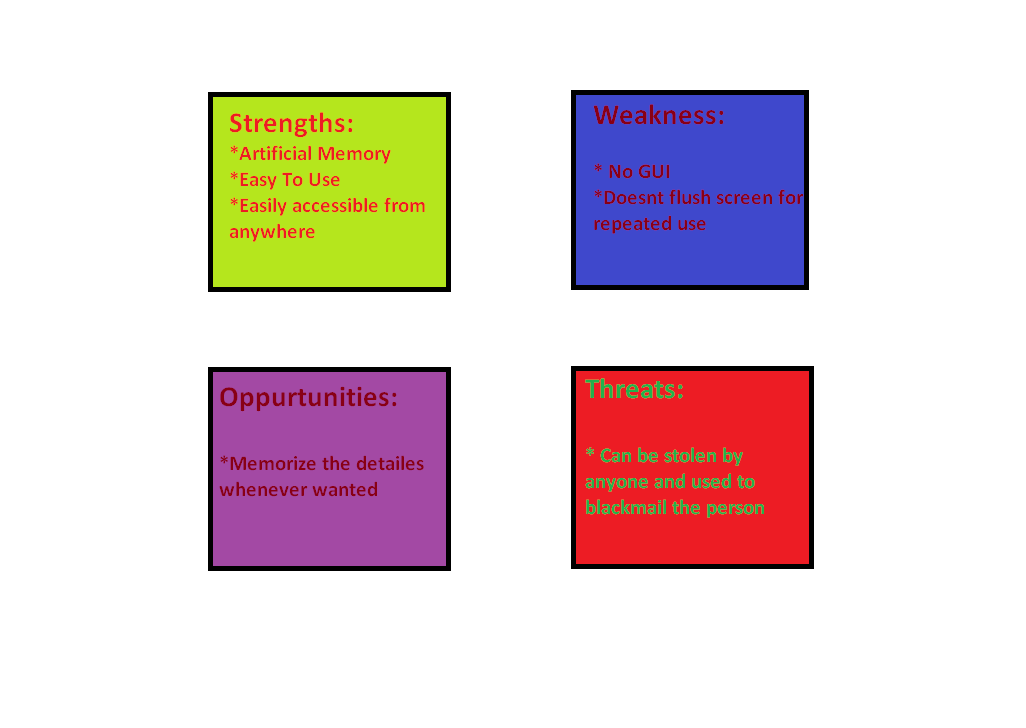 Strengths:
*Artificial Memory
*Easy To Use
*Easily accessible from
anywhere
Weakness:
* No GUI
*Doesnt flush screen for
repeated use
Oppurtunities:
*Memorize the detailes
whenever wanted
Threats:
* Can be stolen by
anyone and used to
blackmail the person